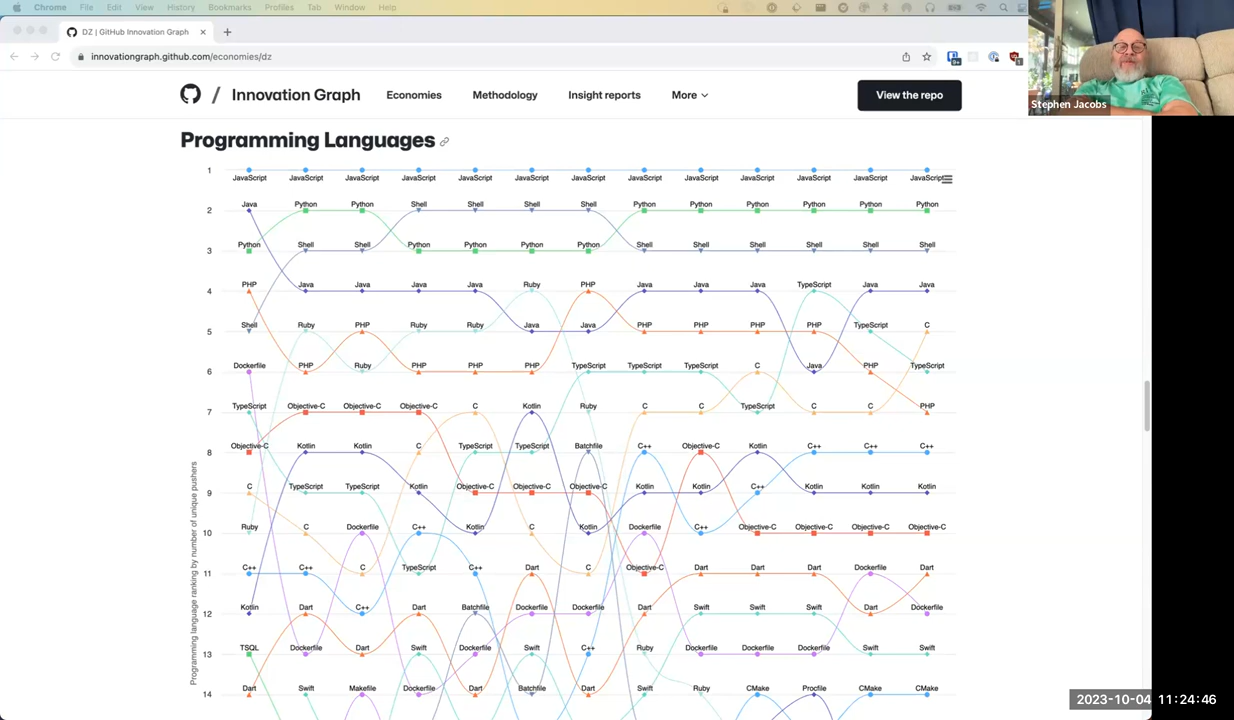 Chrome File Edit View History Bookmarks Profiles Tab Window Help
DZ | GitHub Innovation Graph
innovationgraph.github.com/economies/dz
Stephen Jacobs
/ Innovation Graph Economies Methodology Insight reports More View the repo
Programming Languages
Programming language ranking by number of unique pushers
1
JavaScript JavaScript JavaScript JavaScript JavaScript JavaScript JavaScript JavaScript JavaScript JavaScript JavaScript JavaScript JavaScript
2 Java Python Python Shell Shell Shell Shell Python Python Python Python Python Python
3 Python Shell Shell Python Python Python Python Shell Shell Shell Shell Shell Shell
4 PHP Java Java Java Java Ruby PHP Java Java Java TypeScript Java Java
5 Shell Ruby PHP Ruby Ruby Java Java PHP PHP PHP PHP TypeScript C
6 Dockerfile PHP Ruby PHP PHP PHP TypeScript TypeScript TypeScript C Java PHP TypeScript
7 TypeScript Objective-C Objective-C Objective-C C Kotlin Ruby C C TypeScript C C PHP
8 Objective-C Kotlin Kotlin C TypeScript TypeScript Batchfile C++ Objective-C Kotlin C++ C++ C++
9 C TypeScript TypeScript Kotlin Objective-C Objective-C Objective-C Kotlin Kotlin C++ Kotlin Kotlin Kotlin
10 Ruby C Dockerfile C++ Kotlin C Kotlin Dockerfile C++ Objective-C Objective-C Objective-C Objective-C
11 C++ C++ C TypeScript C++ Dart C Objective-C Dart Dart Dart Dockerfile Dart
12 Kotlin Dart C++ Dart Batchfile Dockerfile Dockerfile Dart Swift Swift Swift Dart Dockerfile
13 TSQL Dockerfile Dart Swift Dockerfile Swift C++ Ruby Dockerfile Dockerfile Dockerfile Swift Swift
14 Dart Swift Makefile Dockerfile Dart Batchfile Dart Swift Ruby CMake Procfile CMake CMake
2023-10-04 11:24:46